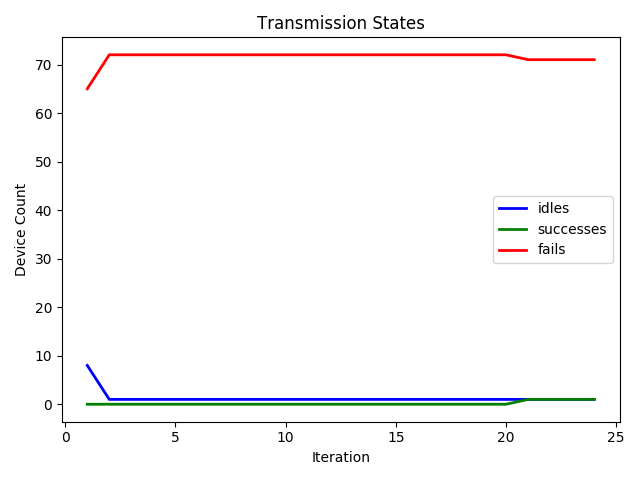 Transmission States
Device Count
70
60
50
40
30
20
10
0
idles
successes
fails
0 5 10 15 20 25
Iteration